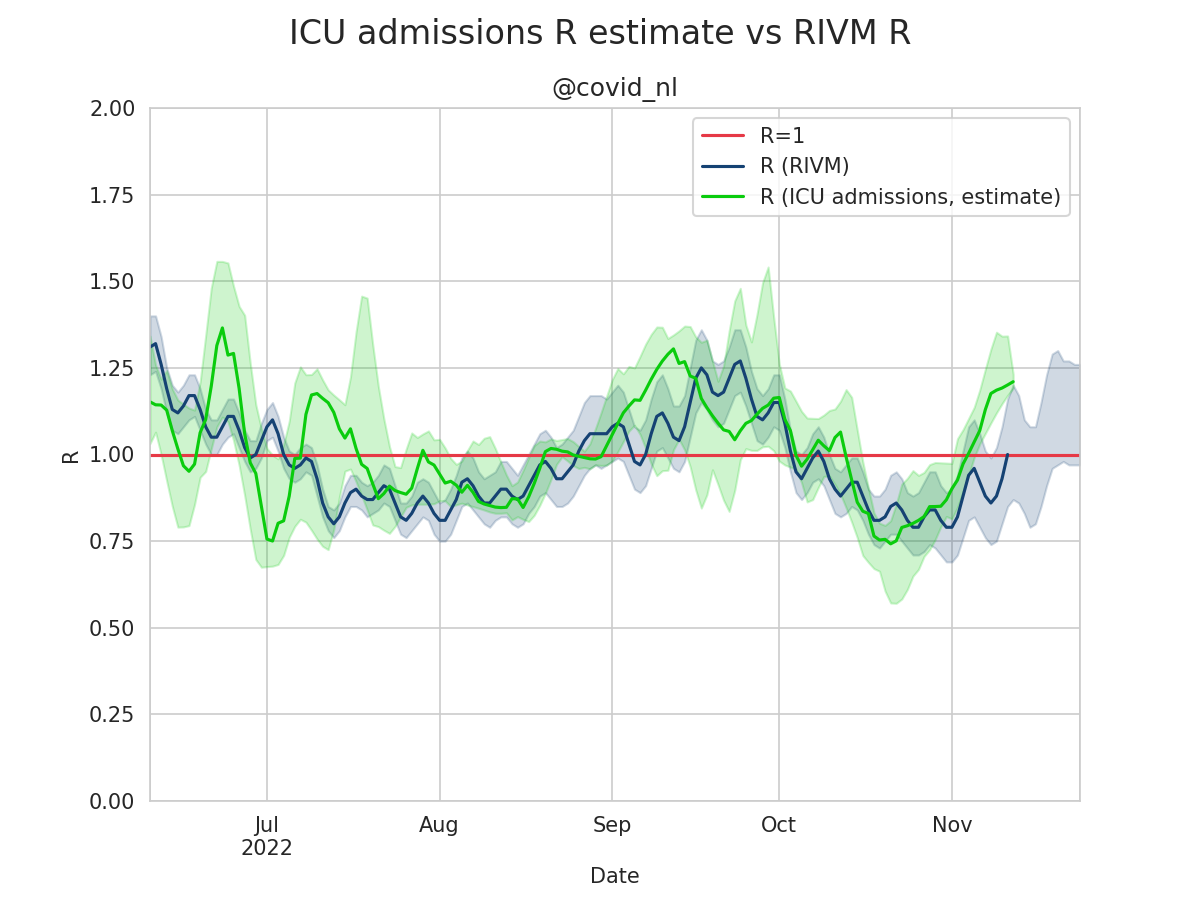 ICU admissions R estimate vs RIVM R
@covid_nl
R=1
R (RIVM)
R (ICU admissions, estimate)
2.00
1.75
1.50
1.25
1.00
0.75
0.50
0.25
0.00
R
Jul
2022
Aug
Sep
Oct
Nov
Date